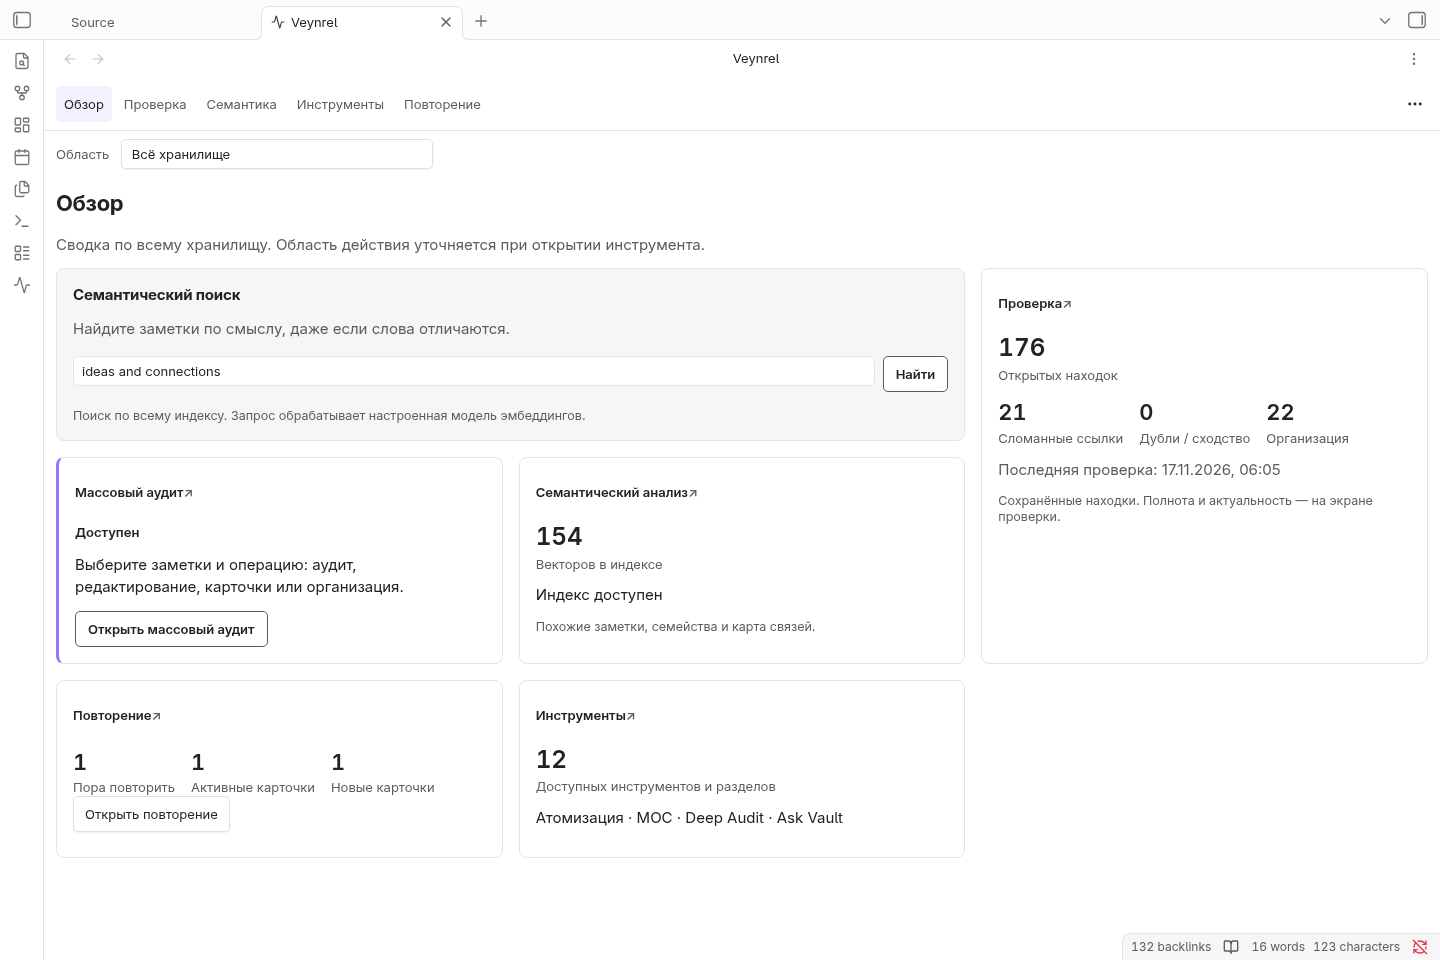 Source
Veynrel
Veynrel
Обзор
Проверка
Семантика
Инструменты
Повторение
Область
Всё хранилище
Обзор
Сводка по всему хранилищу. Область действия уточняется при открытии инструмента.
Семантический поиск
Найдите заметки по смыслу, даже если слова отличаются.
ideas and connections
Найти
Поиск по всему индексу. Запрос обрабатывает настроенная модель эмбеддингов.
Проверка↗
176
Открытых находок
21
Сломанные ссылки
0
Дубли / сходство
22
Организация
Последняя проверка: 17.11.2026, 06:05
Сохранённые находки. Полнота и актуальность — на экране
проверки.
Массовый аудит↗
Доступен
Выберите заметки и операцию: аудит,
редактирование, карточки или организация.
Открыть массовый аудит
Семантический анализ↗
154
Векторов в индексе
Индекс доступен
Похожие заметки, семейства и карта связей.
Повторение↗
1
Пора повторить
1
Активные карточки
1
Новые карточки
Открыть повторение
Инструменты↗
12
Доступных инструментов и разделов
Атомизация · MOC · Deep Audit · Ask Vault
132 backlinks
16 words
123 characters